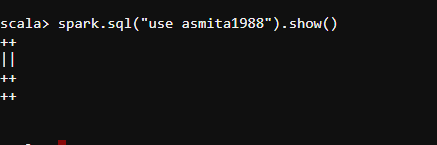 scala> spark.sql("use asmita1988").show()
++
||
++
++